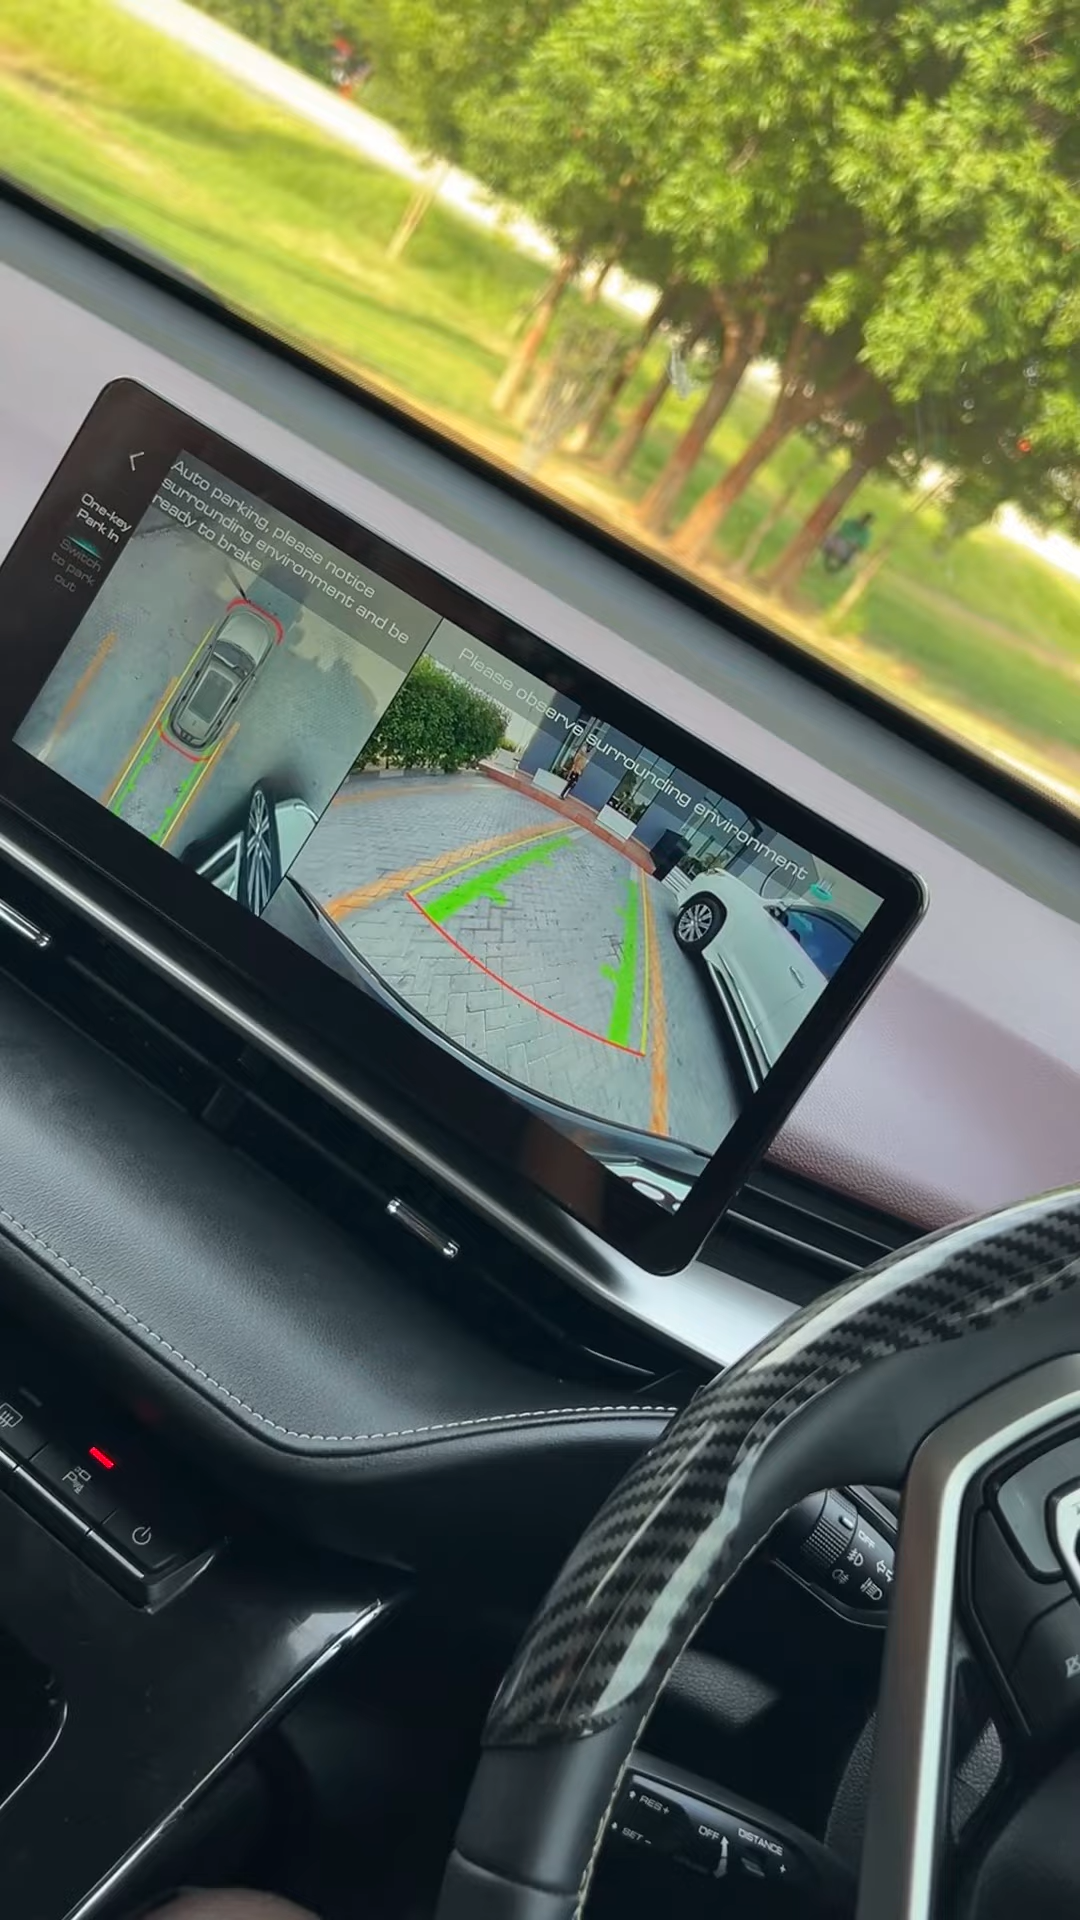 One-key
Park in
Switch
to park
out
Auto parking, please notice
surrounding environment and be
ready to brake
Please observe surrounding environment
P
OFF
RES+
SET -
OFF
DISTANCE
+